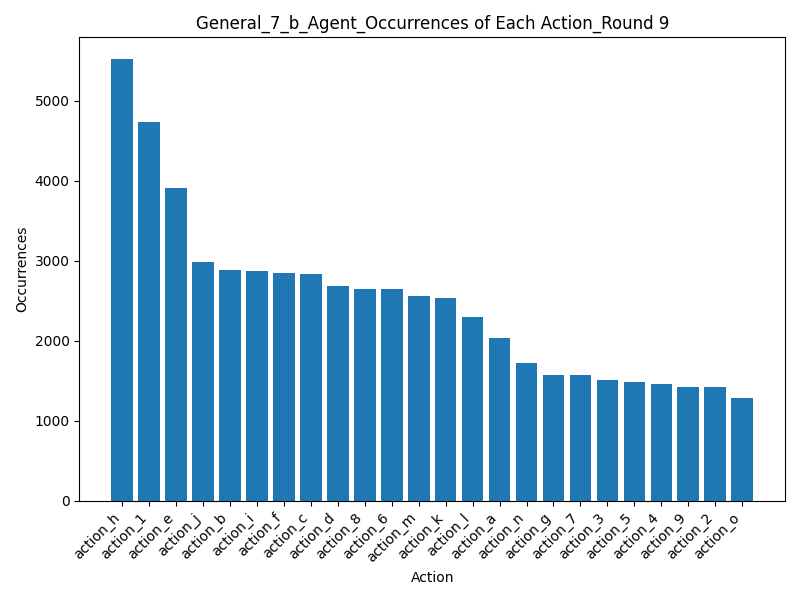 General_7_b_Agent_Occurrences of Each Action_Round 9
Occurrences
5000
4000
3000
2000
1000
0
action_h
action_1
action_e
action_j
action_b
action_i
action_f
action_c
action_d
action_8
action_6
action_m
action_k
action_l
action_a
action_n
action_g
action_7
action_3
action_5
action_4
action_9
action_2
action_o
Action